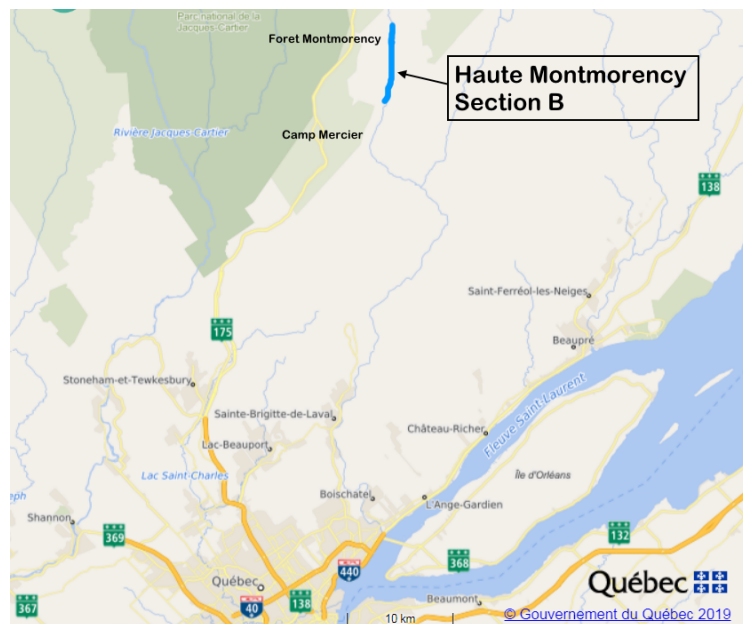 Parc national de la
Jacques Cartier
Foret Montmorency
Haute Montmorency
Section B
Rivière Jacques Cartier
Camp Mercier
138
Saint-Ferréol-les-Neiges
175
Beaupré
Stoneham-et-Tewkesbury
Sainte-Brigitte-de-Laval
Château-Richer
Fleuve Saint-Laurent
Lac-Beauport
Lac Saint-Charles
Île d'Orléans
Boischatel
L'Ange-Gardien
Shannon
369
132
368
440
Québec
367
40
138
Beaumont
Québec
10 km
© Gouvernement du Québec 2019